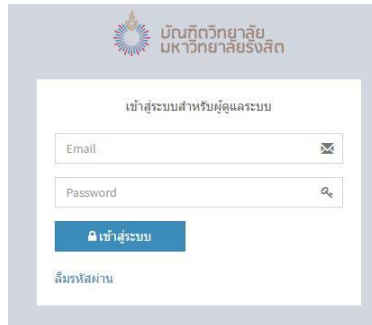 บัณฑิตวิทยาลัย
มหาวิทยาลัยรังสิต
เข้าสู่ระบบสำหรับผู้ดูแลระบบ
Email
Password
เข้าสู่ระบบ
ลืมรหัสผ่าน